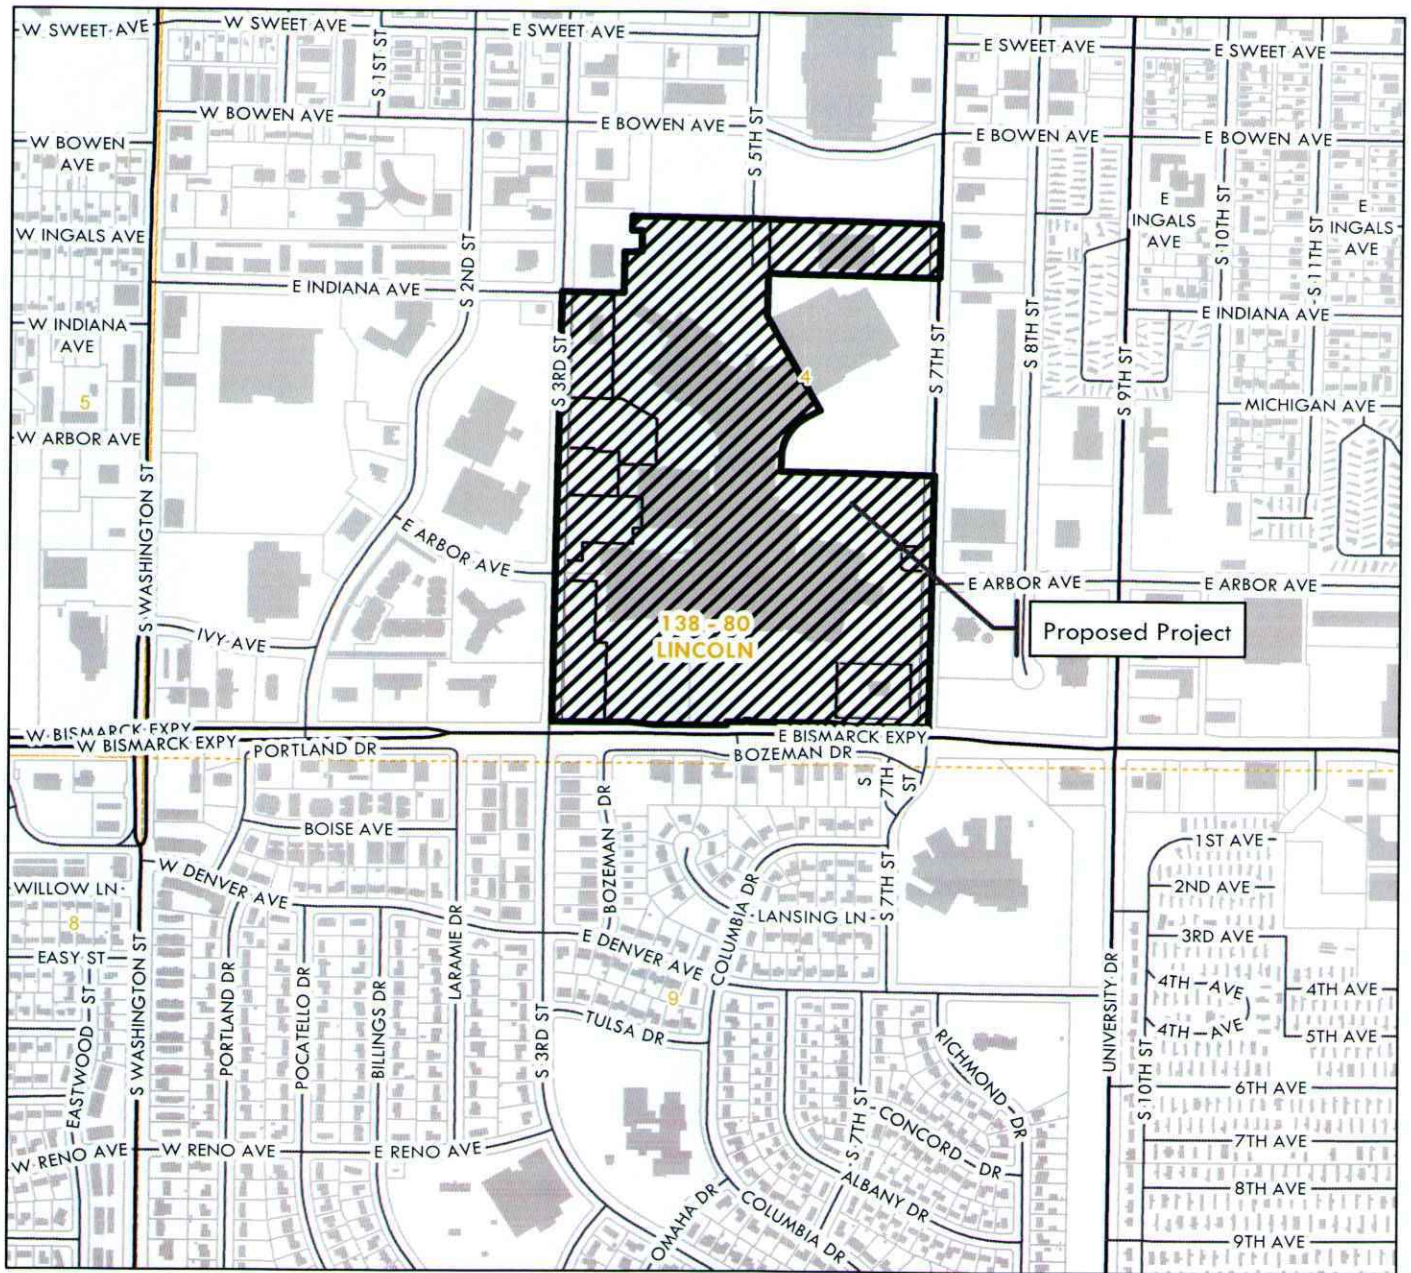 W SWEET AVE
W SWEET AVE
E SWEET AVE
E SWEET AVE
E SWEET AVE
S 1ST ST
W BOWEN AVE
E BOWEN AVE
S 5TH ST
E BOWEN AVE
E BOWEN AVE
W BOWEN
AVE
S 10TH ST
S 11TH ST
E
INGALS
AVE
E
INGALS
AVE
W INGALS AVE
S 2ND ST
E INDIANA AVE
E INDIANA AVE
W INDIANA
AVE
S 3RD ST
S 7TH ST
S 8TH ST
S 9TH ST
4
5
MICHIGAN AVE
W ARBOR AVE
S WASHINGTON ST
E ARBOR AVE
E ARBOR AVE
E ARBOR AVE
138 - 80
LINCOLN
Proposed Project
IVY AVE
W BISMARCK EXPY
W BISMARCK EXPY
E BISMARCK EXPY
PORTLAND DR
BOZEMAN DR
S
7TH
ST
BOZEMAN DR
BOISE AVE
1ST AVE
W DENVER AVE
WILLOW LN
2ND AVE
8
LANSING LN
S 7TH ST
COLUMBIA DR
3RD AVE
E DENVER AVE
EASY ST
LARAMIE DR
4TH AVE
4TH AVE
9
UNIVERSITY DR
EASTWOOD ST
S WASHINGTON ST
PORTLAND DR
POCATELLO DR
BILLINGS DR
S 3RD ST
TULSA DR
4TH AVE
5TH AVE
RICHMOND DR
S 10TH ST
6TH AVE
S 7TH ST
CONCORD DR
7TH AVE
W RENO AVE
W RENO AVE
E RENO AVE
ALBANY DR
8TH AVE
OMAHA DR
COLUMBIA DR
9TH AVE